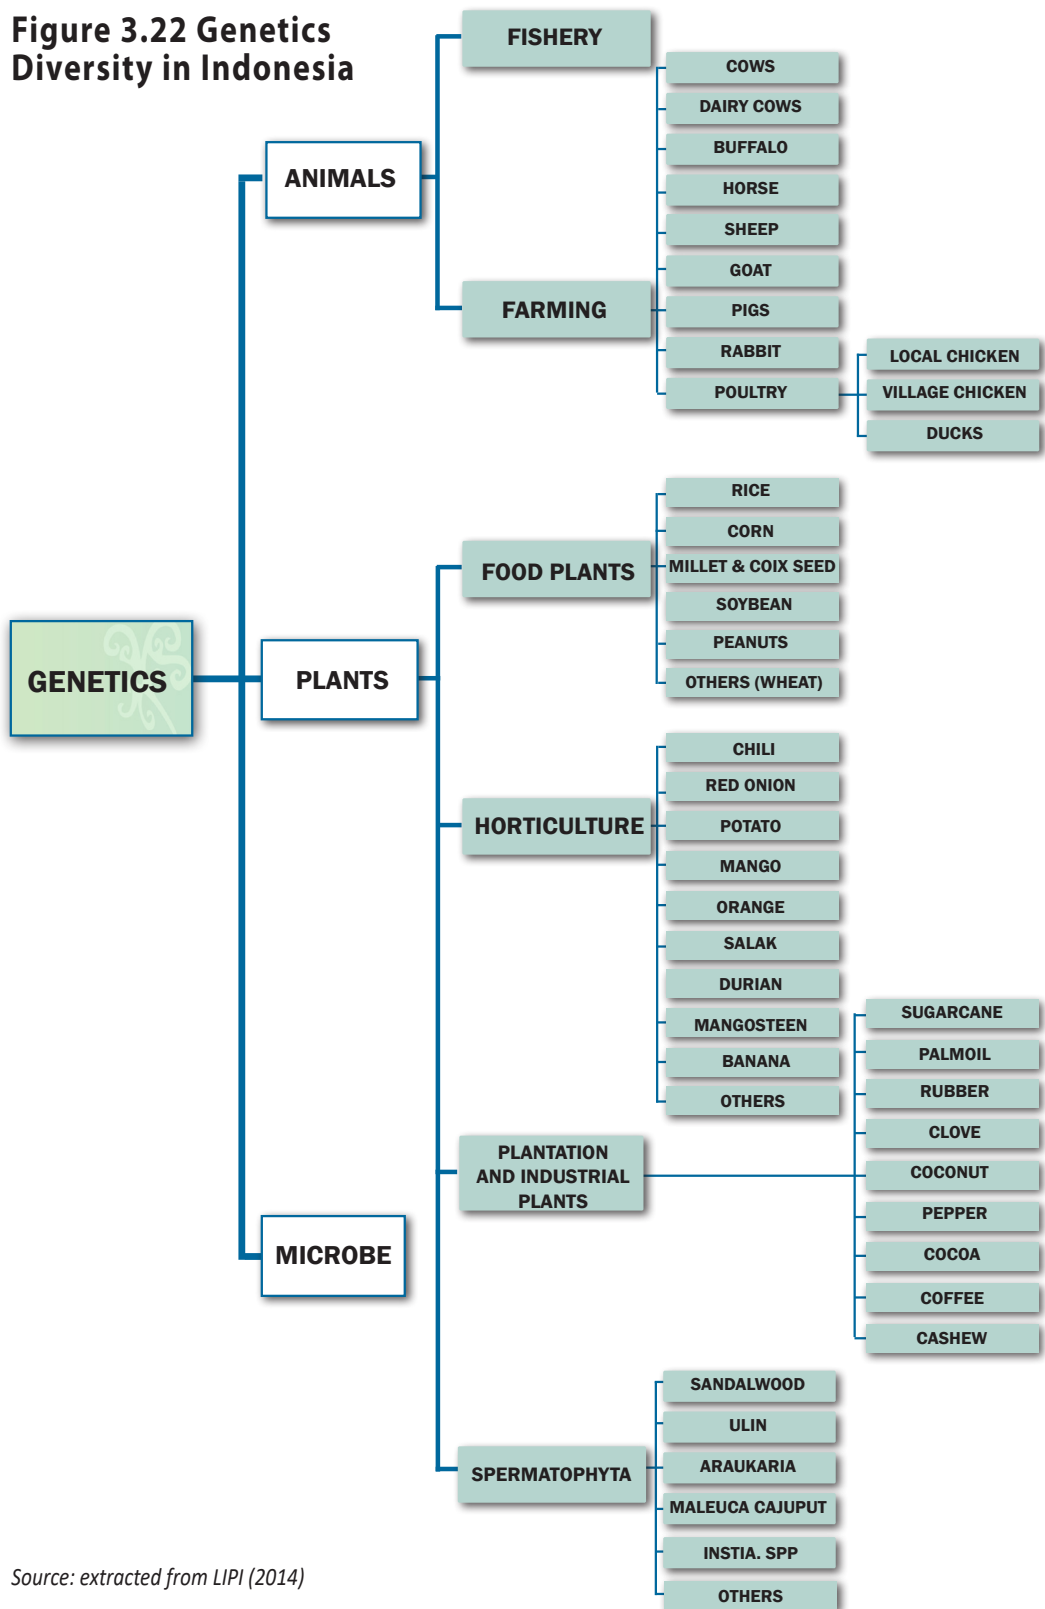 Figure 3.22 Genetics
Diversity in Indonesia
GENETICS
ANIMALS
FISHERY
FARMING
COWS
DAIRY COWS
BUFFALO
HORSE
SHEEP
GOAT
PIGS
RABBIT
POULTRY
LOCAL CHICKEN
VILLAGE CHICKEN
DUCKS
PLANTS
FOOD PLANTS
RICE
CORN
MILLET & COIX SEED
SOYBEAN
PEANUTS
OTHERS (WHEAT)
HORTICULTURE
CHILI
RED ONION
POTATO
MANGO
ORANGE
SALAK
DURIAN
MANGOSTEEN
BANANA
OTHERS
PLANTATION
AND INDUSTRIAL
PLANTS
SUGARCANE
PALMOIL
RUBBER
CLOVE
COCONUT
PEPPER
COCOA
COFFEE
CASHEW
SPERMATOPHYTA
SANDALWOOD
ULIN
ARAUKARIA
MALEUCA CAJUPUT
INSTIA. SPP
OTHERS
MICROBE
Source: extracted from LIPI (2014)